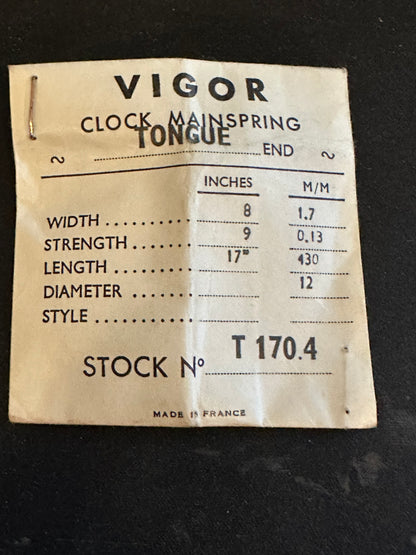 VIGOR
CLOCK MAINSPRING
TONGUE END
INCHES M/M
WIDTH .......... 8 1.7
STRENGTH ....... 9 0.13
LENGTH ......... 17" 430
DIAMETER ....... 12
STYLE ..........
STOCK Nº T 170.4
MADE IN FRANCE